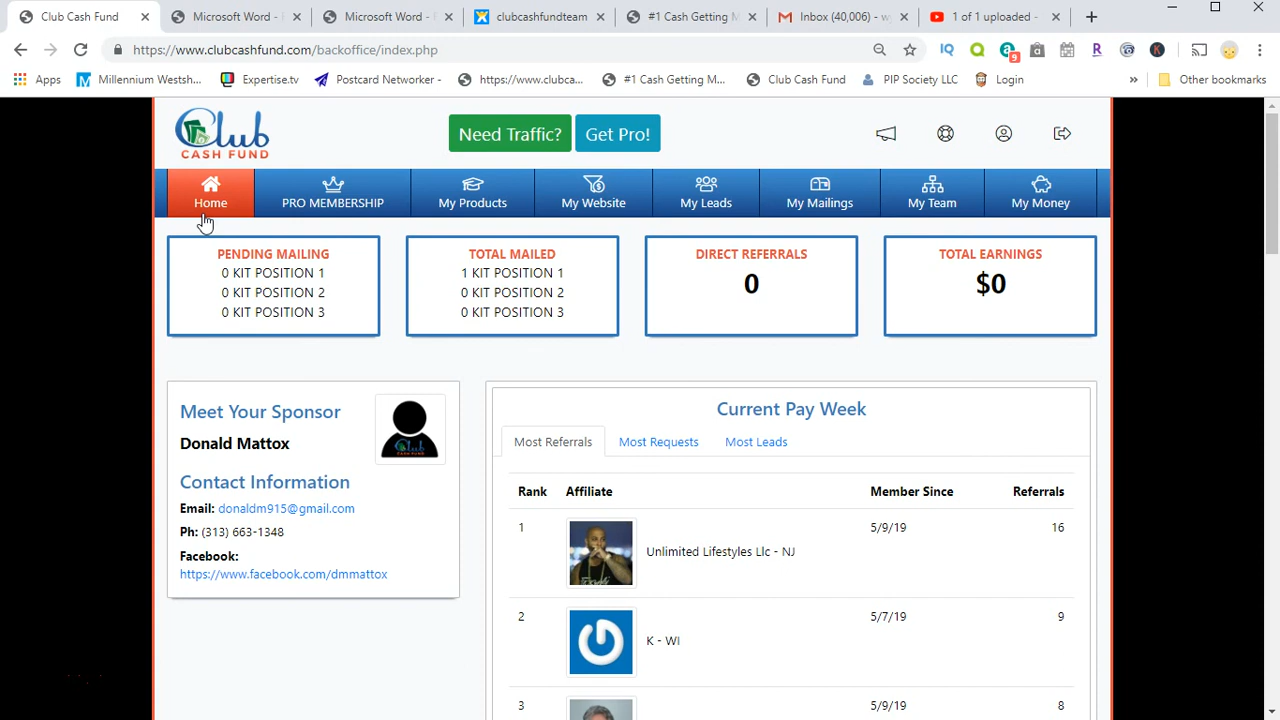 Club Cash Fund
Microsoft Word -
Microsoft Word -
clubcashfundteam
#1 Cash Getting M
Inbox (40,006) -
1 of 1 uploaded -
https://www.clubcashfund.com/backoffice/index.php
9
Apps
Millennium Westsh...
Expertise.tv
Postcard Networker -
https://www.clubca...
#1 Cash Getting M...
Club Cash Fund
PIP Society LLC
Login
»
Other bookmarks
Club
CASH FUND
Need Traffic?
Get Pro!
Home
PRO MEMBERSHIP
My Products
My Website
My Leads
My Mailings
My Team
My Money
PENDING MAILING
0 KIT POSITION 1
0 KIT POSITION 2
0 KIT POSITION 3
TOTAL MAILED
1 KIT POSITION 1
0 KIT POSITION 2
0 KIT POSITION 3
DIRECT REFERRALS
0
TOTAL EARNINGS
$0
Meet Your Sponsor
Donald Mattox
Contact Information
Email: donaldm915@gmail.com
Ph: (313) 663-1348
Facebook:
https://www.facebook.com/dmmattox
Current Pay Week
Most Referrals
Most Requests
Most Leads
Rank Affiliate Member Since Referrals
1 Unlimited Lifestyles Llc - NJ 5/9/19 16
2 K - WI 5/7/19 9
3 5/9/19 8